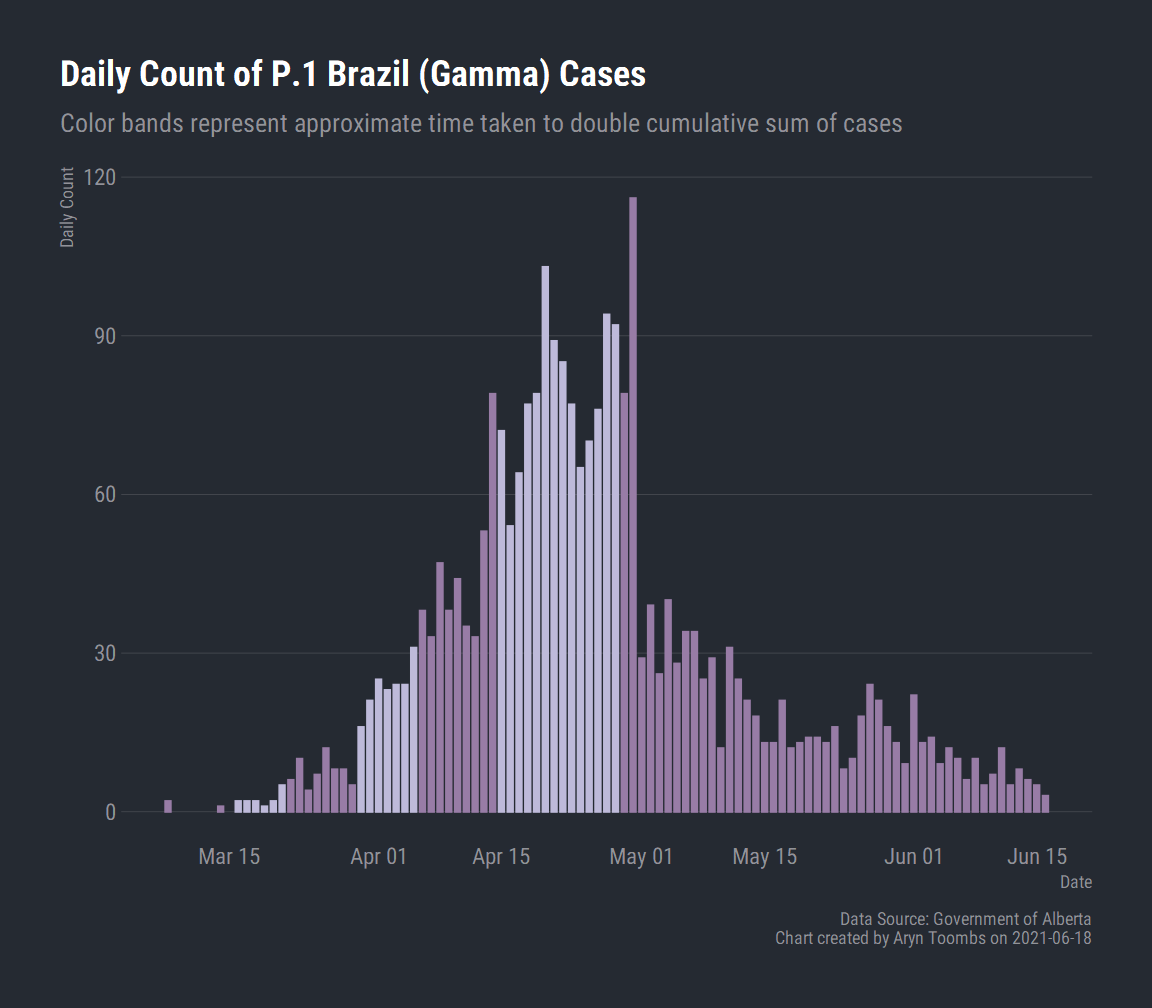 Daily Count of P.1 Brazil (Gamma) Cases
Color bands represent approximate time taken to double cumulative sum of cases
Daily Count
120
90
60
30
0
Mar 15 Apr 01 Apr 15 May 01 May 15 Jun 01 Jun 15
Date
Data Source: Government of Alberta
Chart created by Aryn Toombs on 2021-06-18